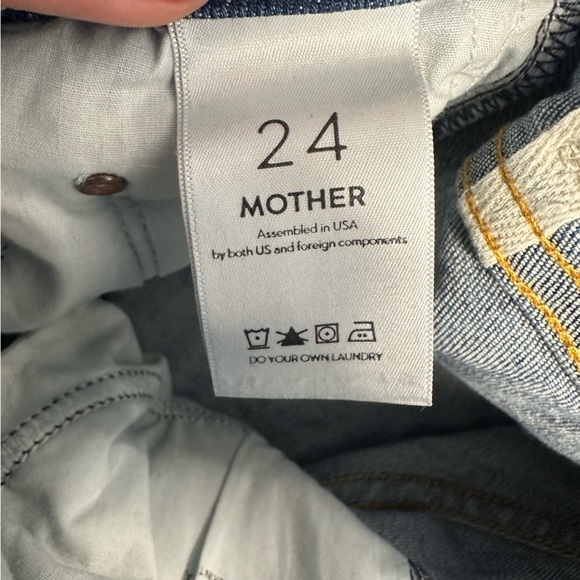 24
MOTHER
Assembled in USA
by both US and foreign components
DO YOUR OWN LAUNDRY